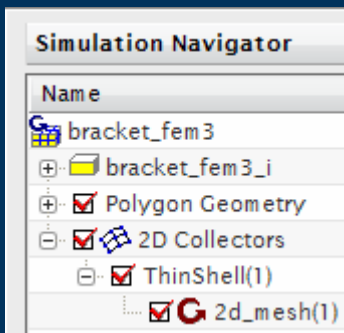 Simulation Navigator
Name
bracket_fem3
bracket_fem3_i
Polygon Geometry
2D Collectors
ThinShell(1)
2d_mesh(1)